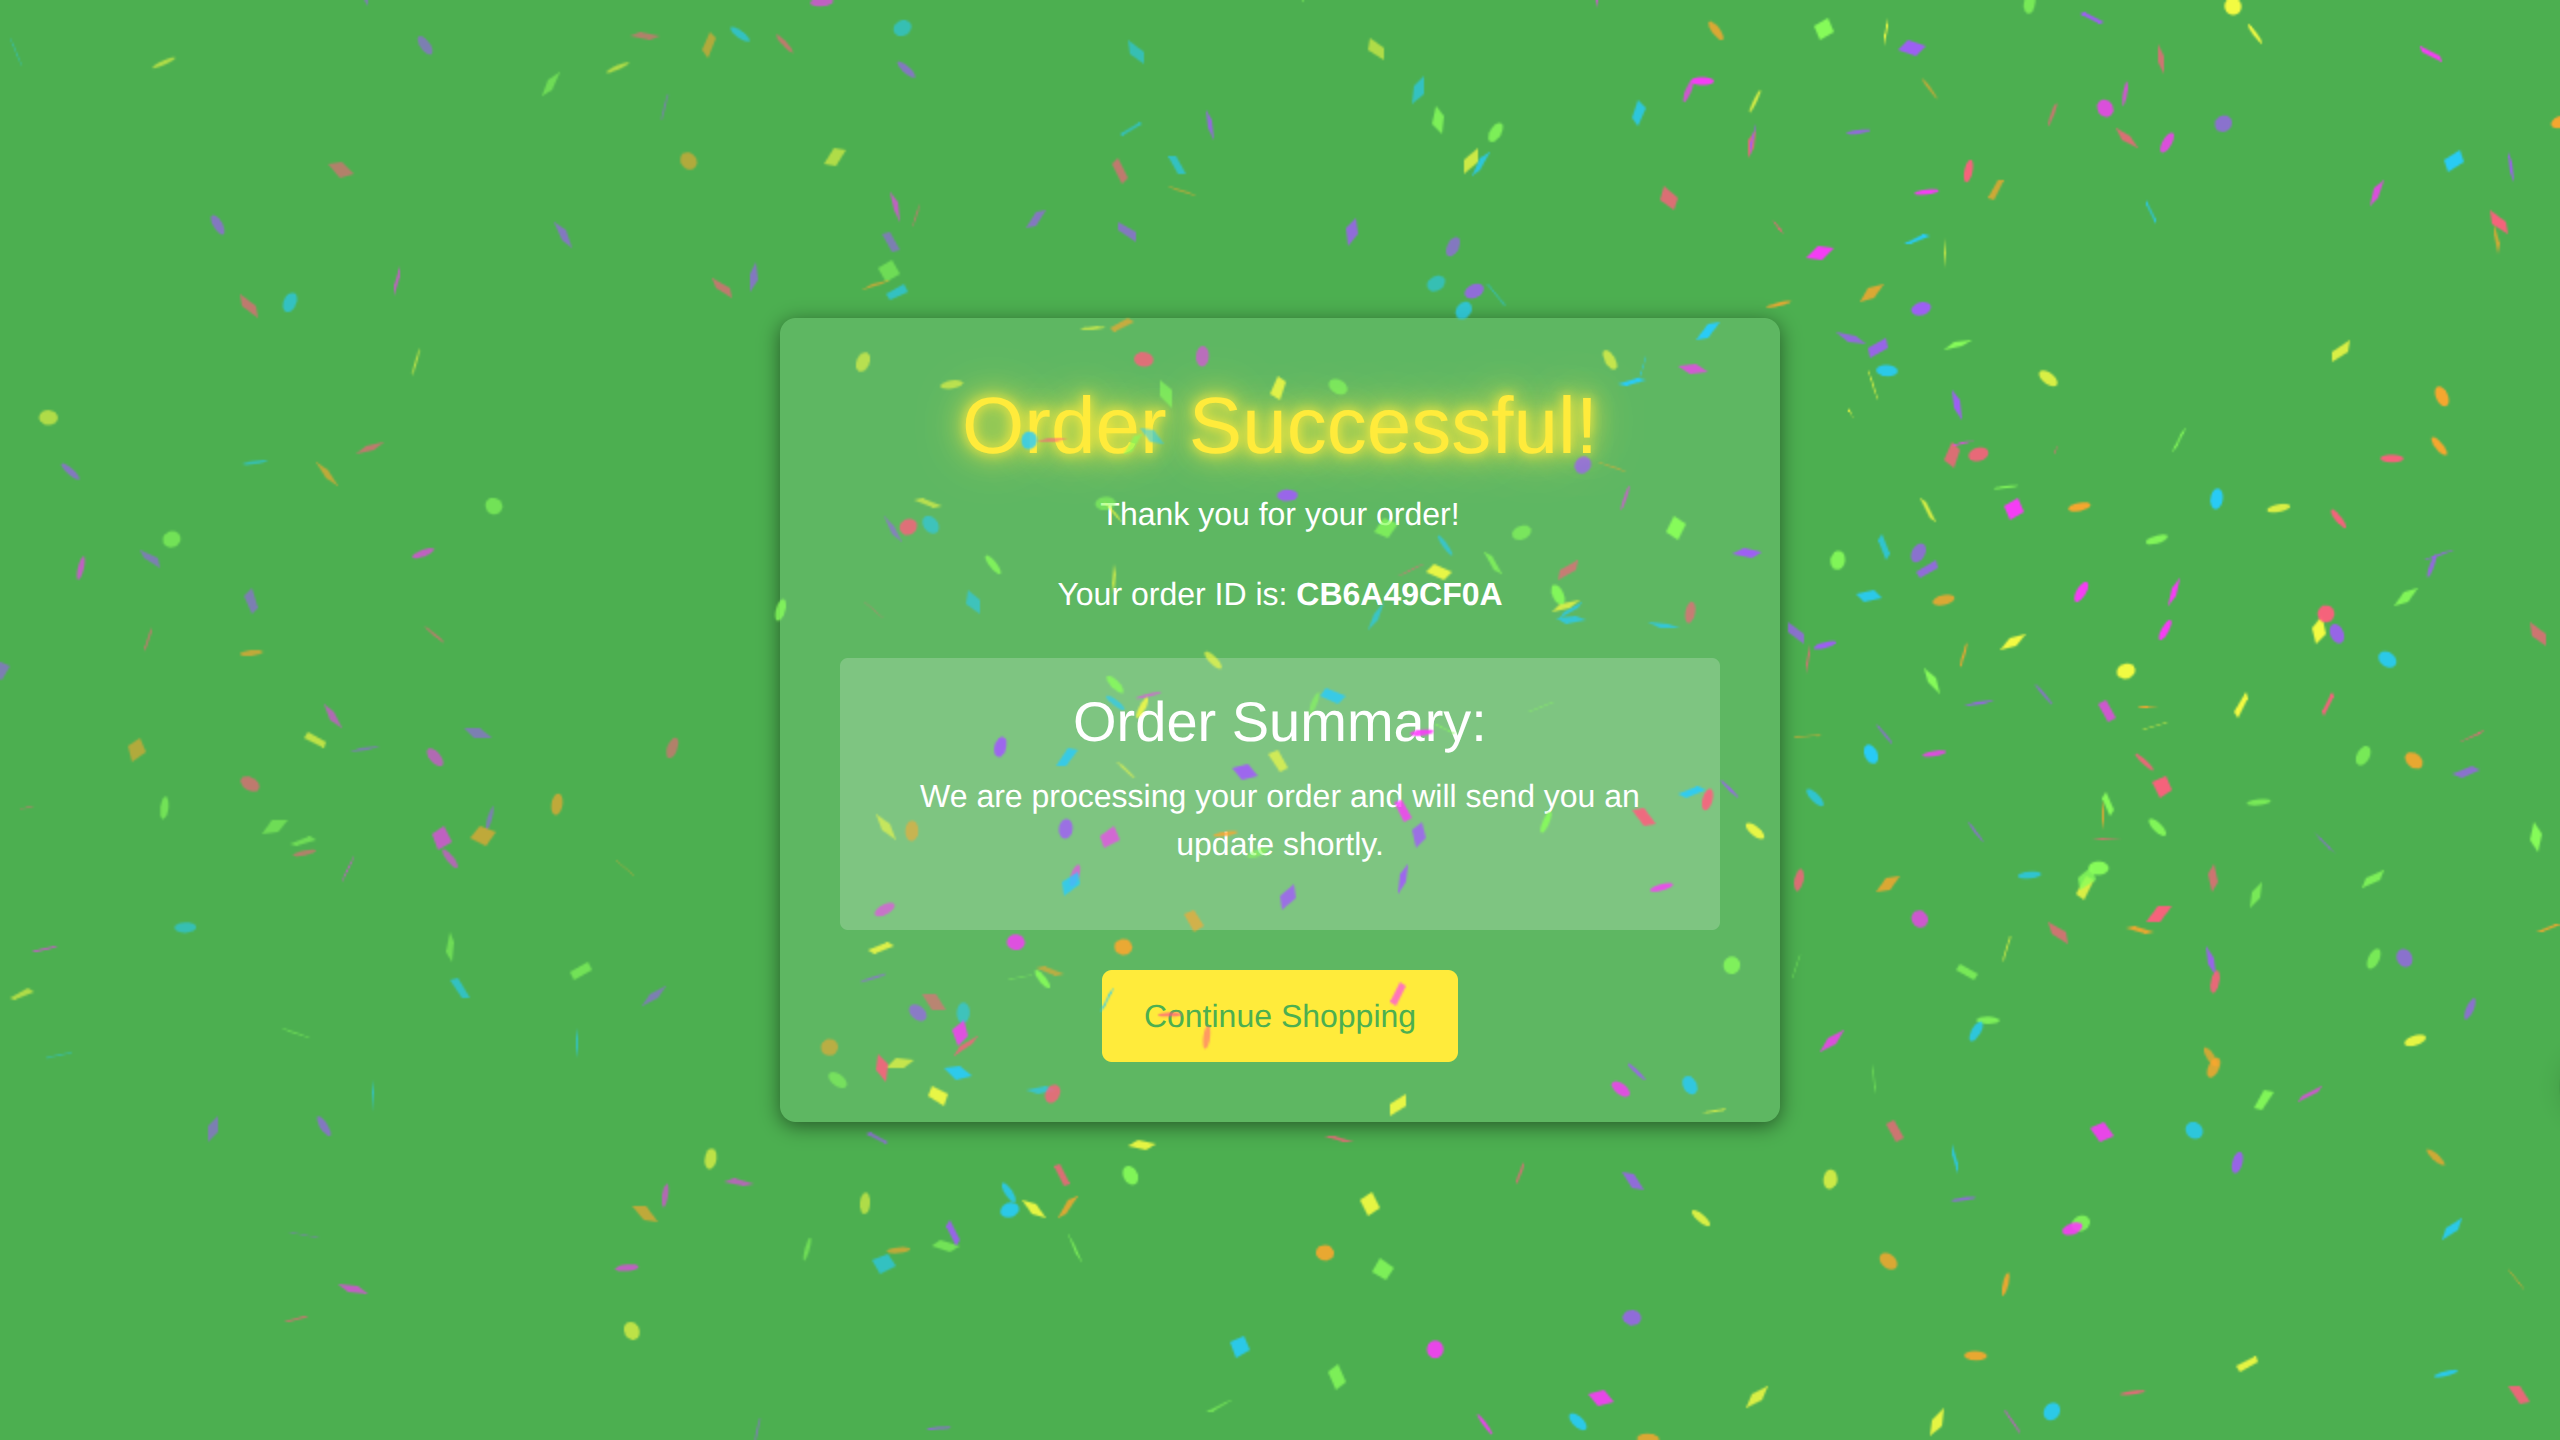 Order Successful!
Thank you for your order!
Your order ID is: CB6A49CF0A
Order Summary:
We are processing your order and will send you an
update shortly.
Continue Shopping